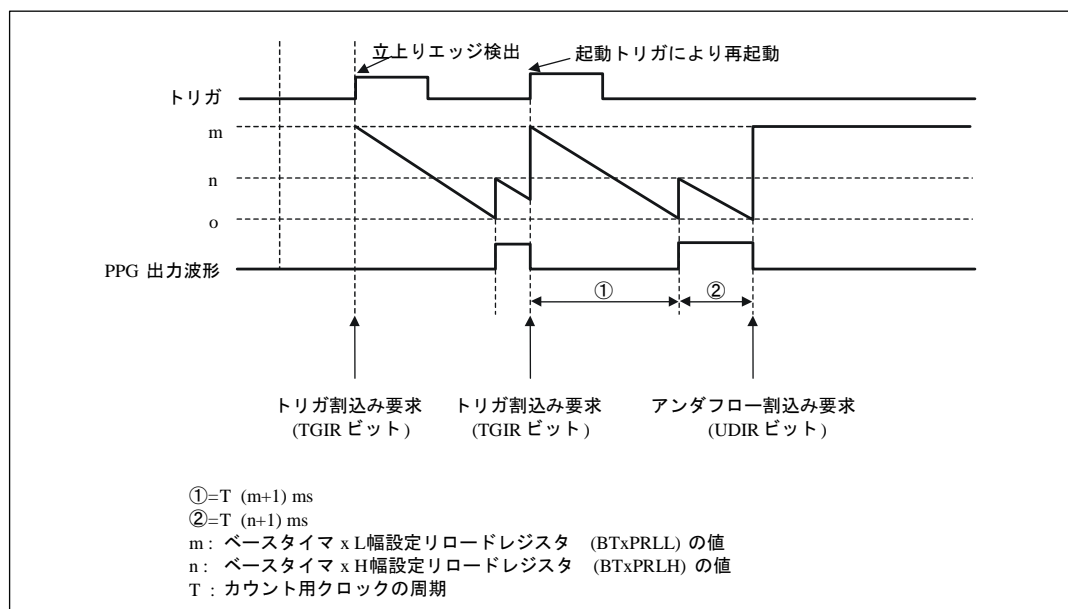 立上りエッジ検出
起動トリガにより再起動
トリガ
m
n
o
PPG 出力波形
① ②
トリガ割込み要求 トリガ割込み要求 アンダフロー割込み要求
(TGIR ビット) (TGIR ビット) (UDIR ビット)
①=T (m+1) ms
②=T (n+1) ms
m : ベースタイマ x L幅設定リロードレジスタ (BTxPRLL) の値
n : ベースタイマ x H幅設定リロードレジスタ (BTxPRLH) の値
T : カウント用クロックの周期